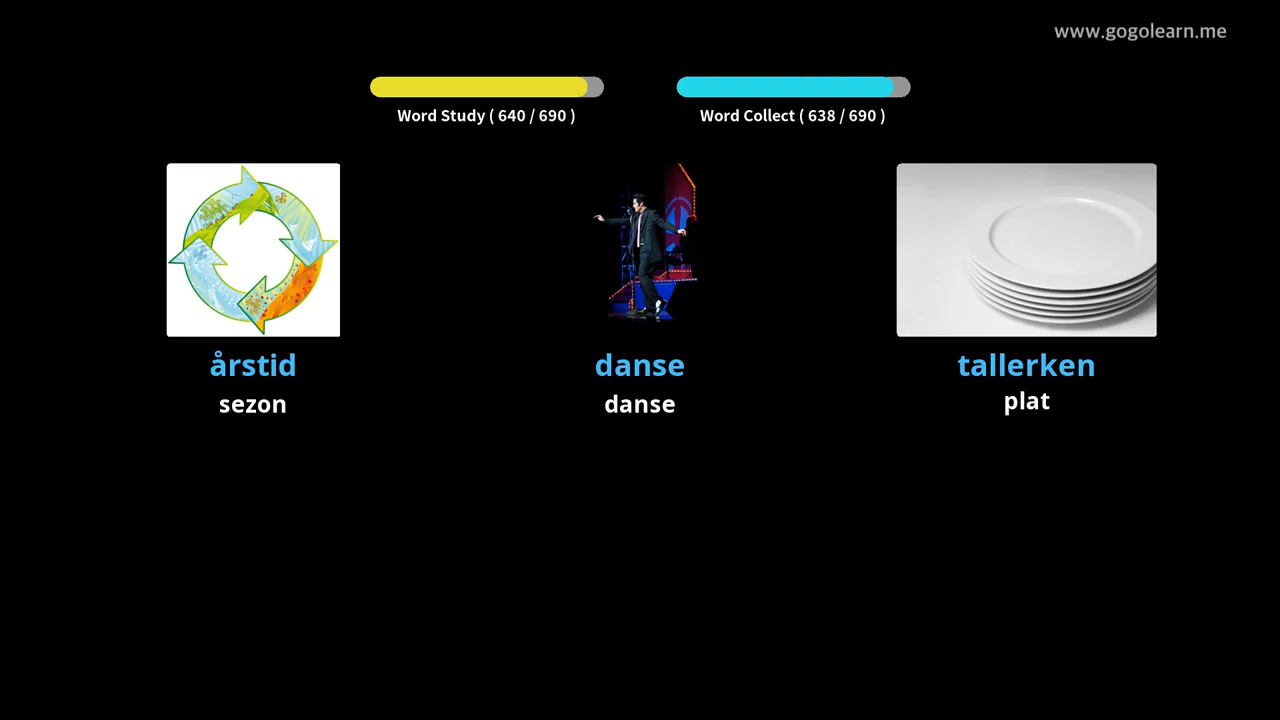 www.gogolearn.me
Word Study ( 640 / 690 )
Word Collect ( 638 / 690 )
årstid
danse
tallerken
sezon
danse
plat